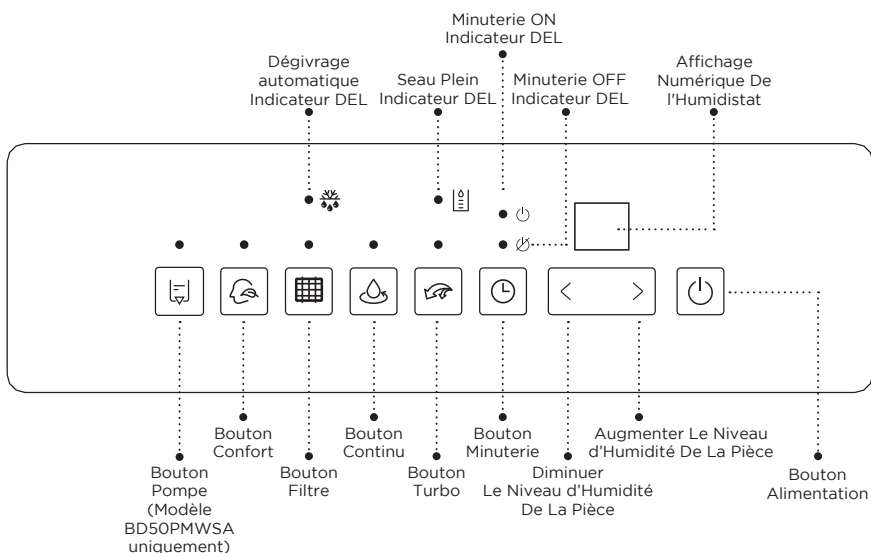 Minuterie ON
Indicateur DEL
Dégivrage
automatique
Indicateur DEL
Seau Plein
Indicateur DEL
Minuterie OFF
Indicateur DEL
Affichage
Numérique De
l'Humidistat
Bouton
Pompe
(Modèle
BD50PMWSA
uniquement)
Bouton
Confort
Bouton
Filtre
Bouton
Continu
Bouton
Turbo
Bouton
Minuterie
Diminuer
Le Niveau d’Humidité
De La Pièce
Augmenter Le Niveau
d’Humidité De La Pièce
Bouton
Alimentation